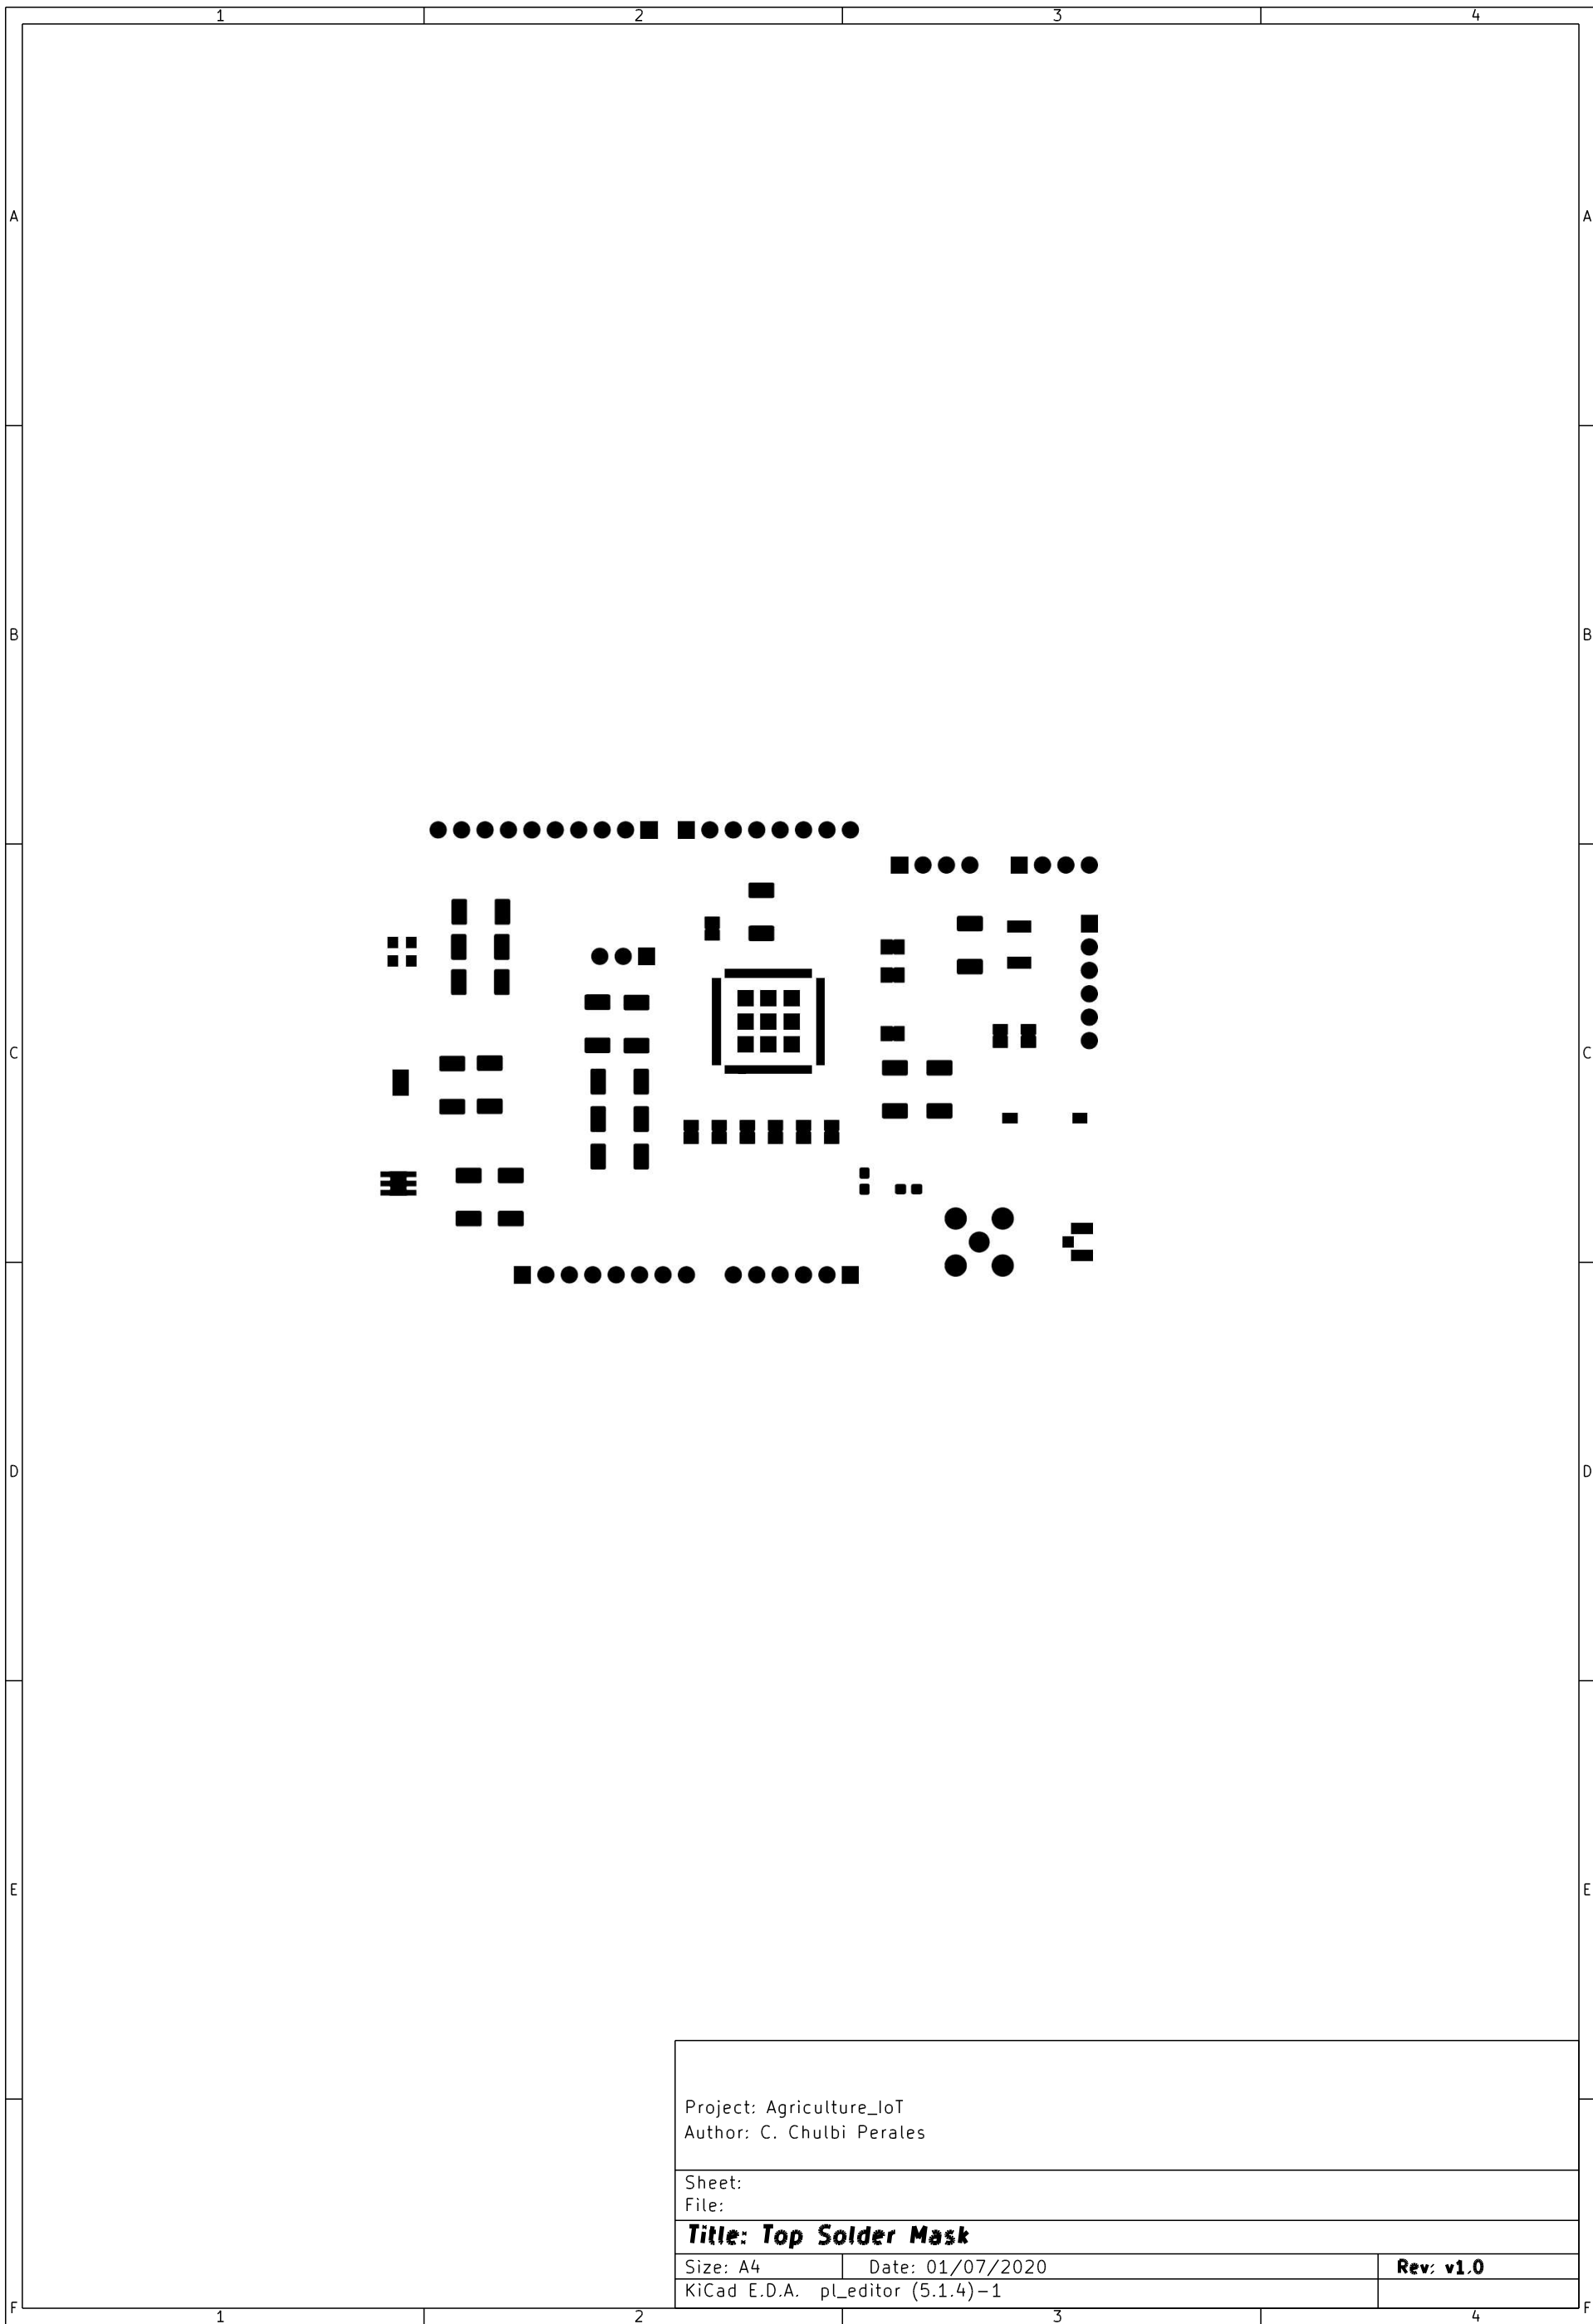 1 2 3 4
A A
B B
C C
D D
E E
Project: Agriculture_IoT
Author: C. Chulbi Perales
Sheet:
File:
Title: Top Solder Mask
Size: A4 Date: 01/07/2020 Rev: v1.0
KiCad E.D.A. pl_editor (5.1.4)-1
F F
1 2 3 4